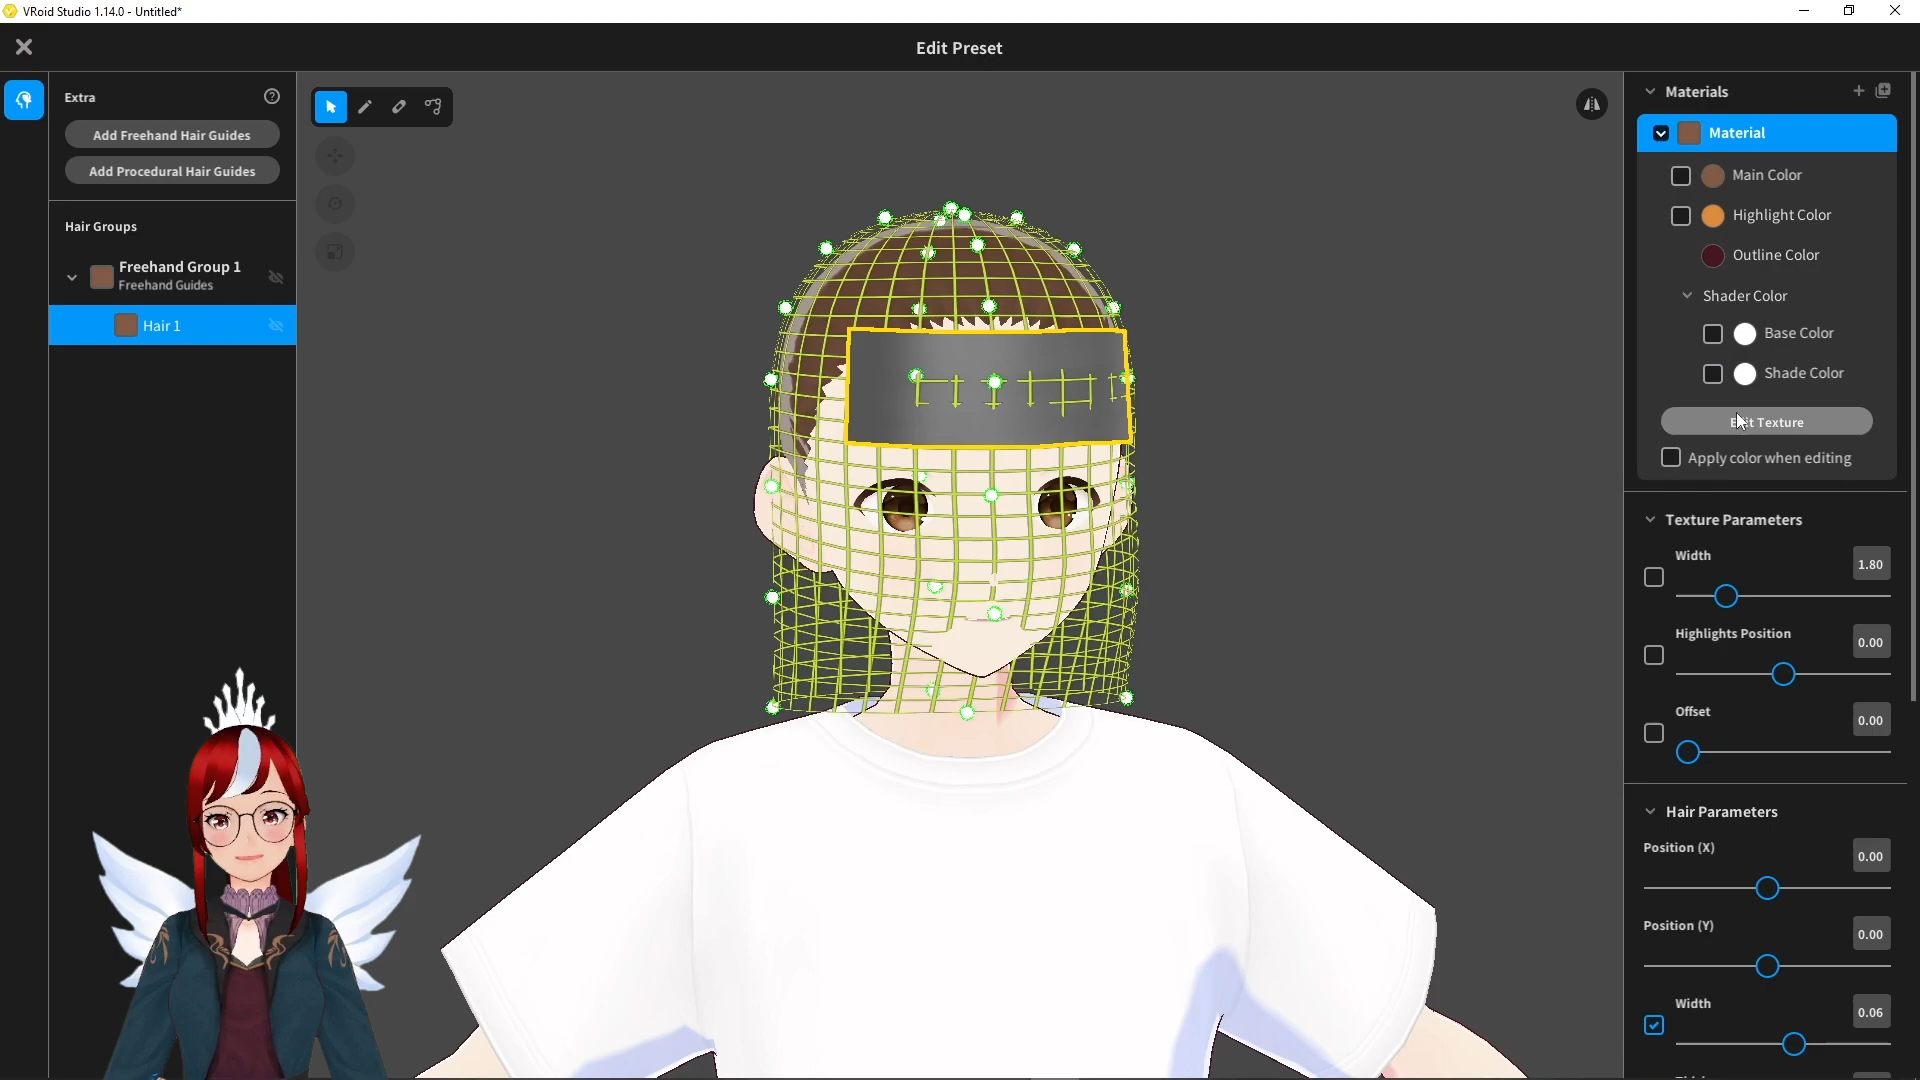 VRoid Studio 1.14.0 - Untitled*
Edit Preset
Extra
Add Freehand Hair Guides
Add Procedural Hair Guides
Hair Groups
Freehand Group 1
Freehand Guides
Hair 1
Materials
Material
Main Color
Highlight Color
Outline Color
Shader Color
Base Color
Shade Color
Texture
Apply color when editing
Texture Parameters
Width
1.80
Highlights Position
0.00
Offset
0.00
Hair Parameters
Position (X)
0.00
Position (Y)
0.00
Width
0.06